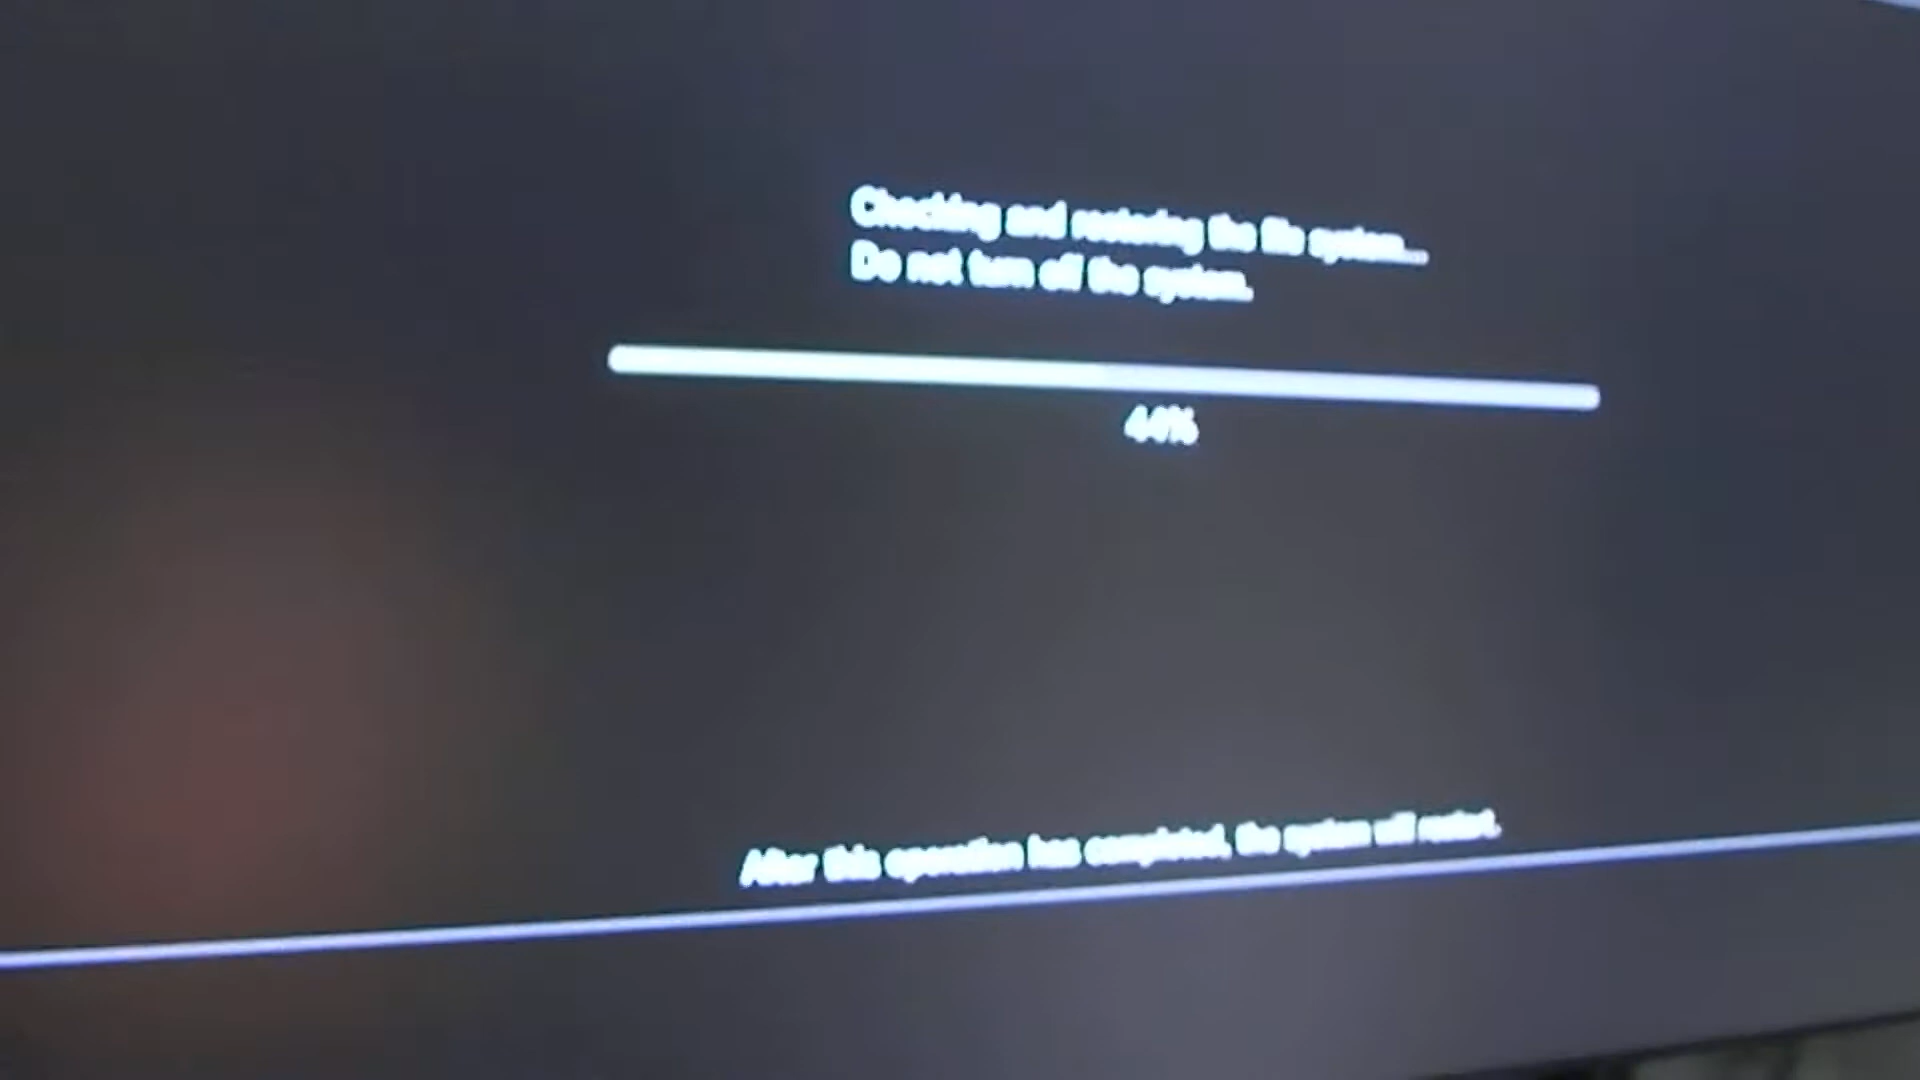 Checking and restoring the file system...
Do not turn off the system.
44%
After this operation has completed, the system will restart.